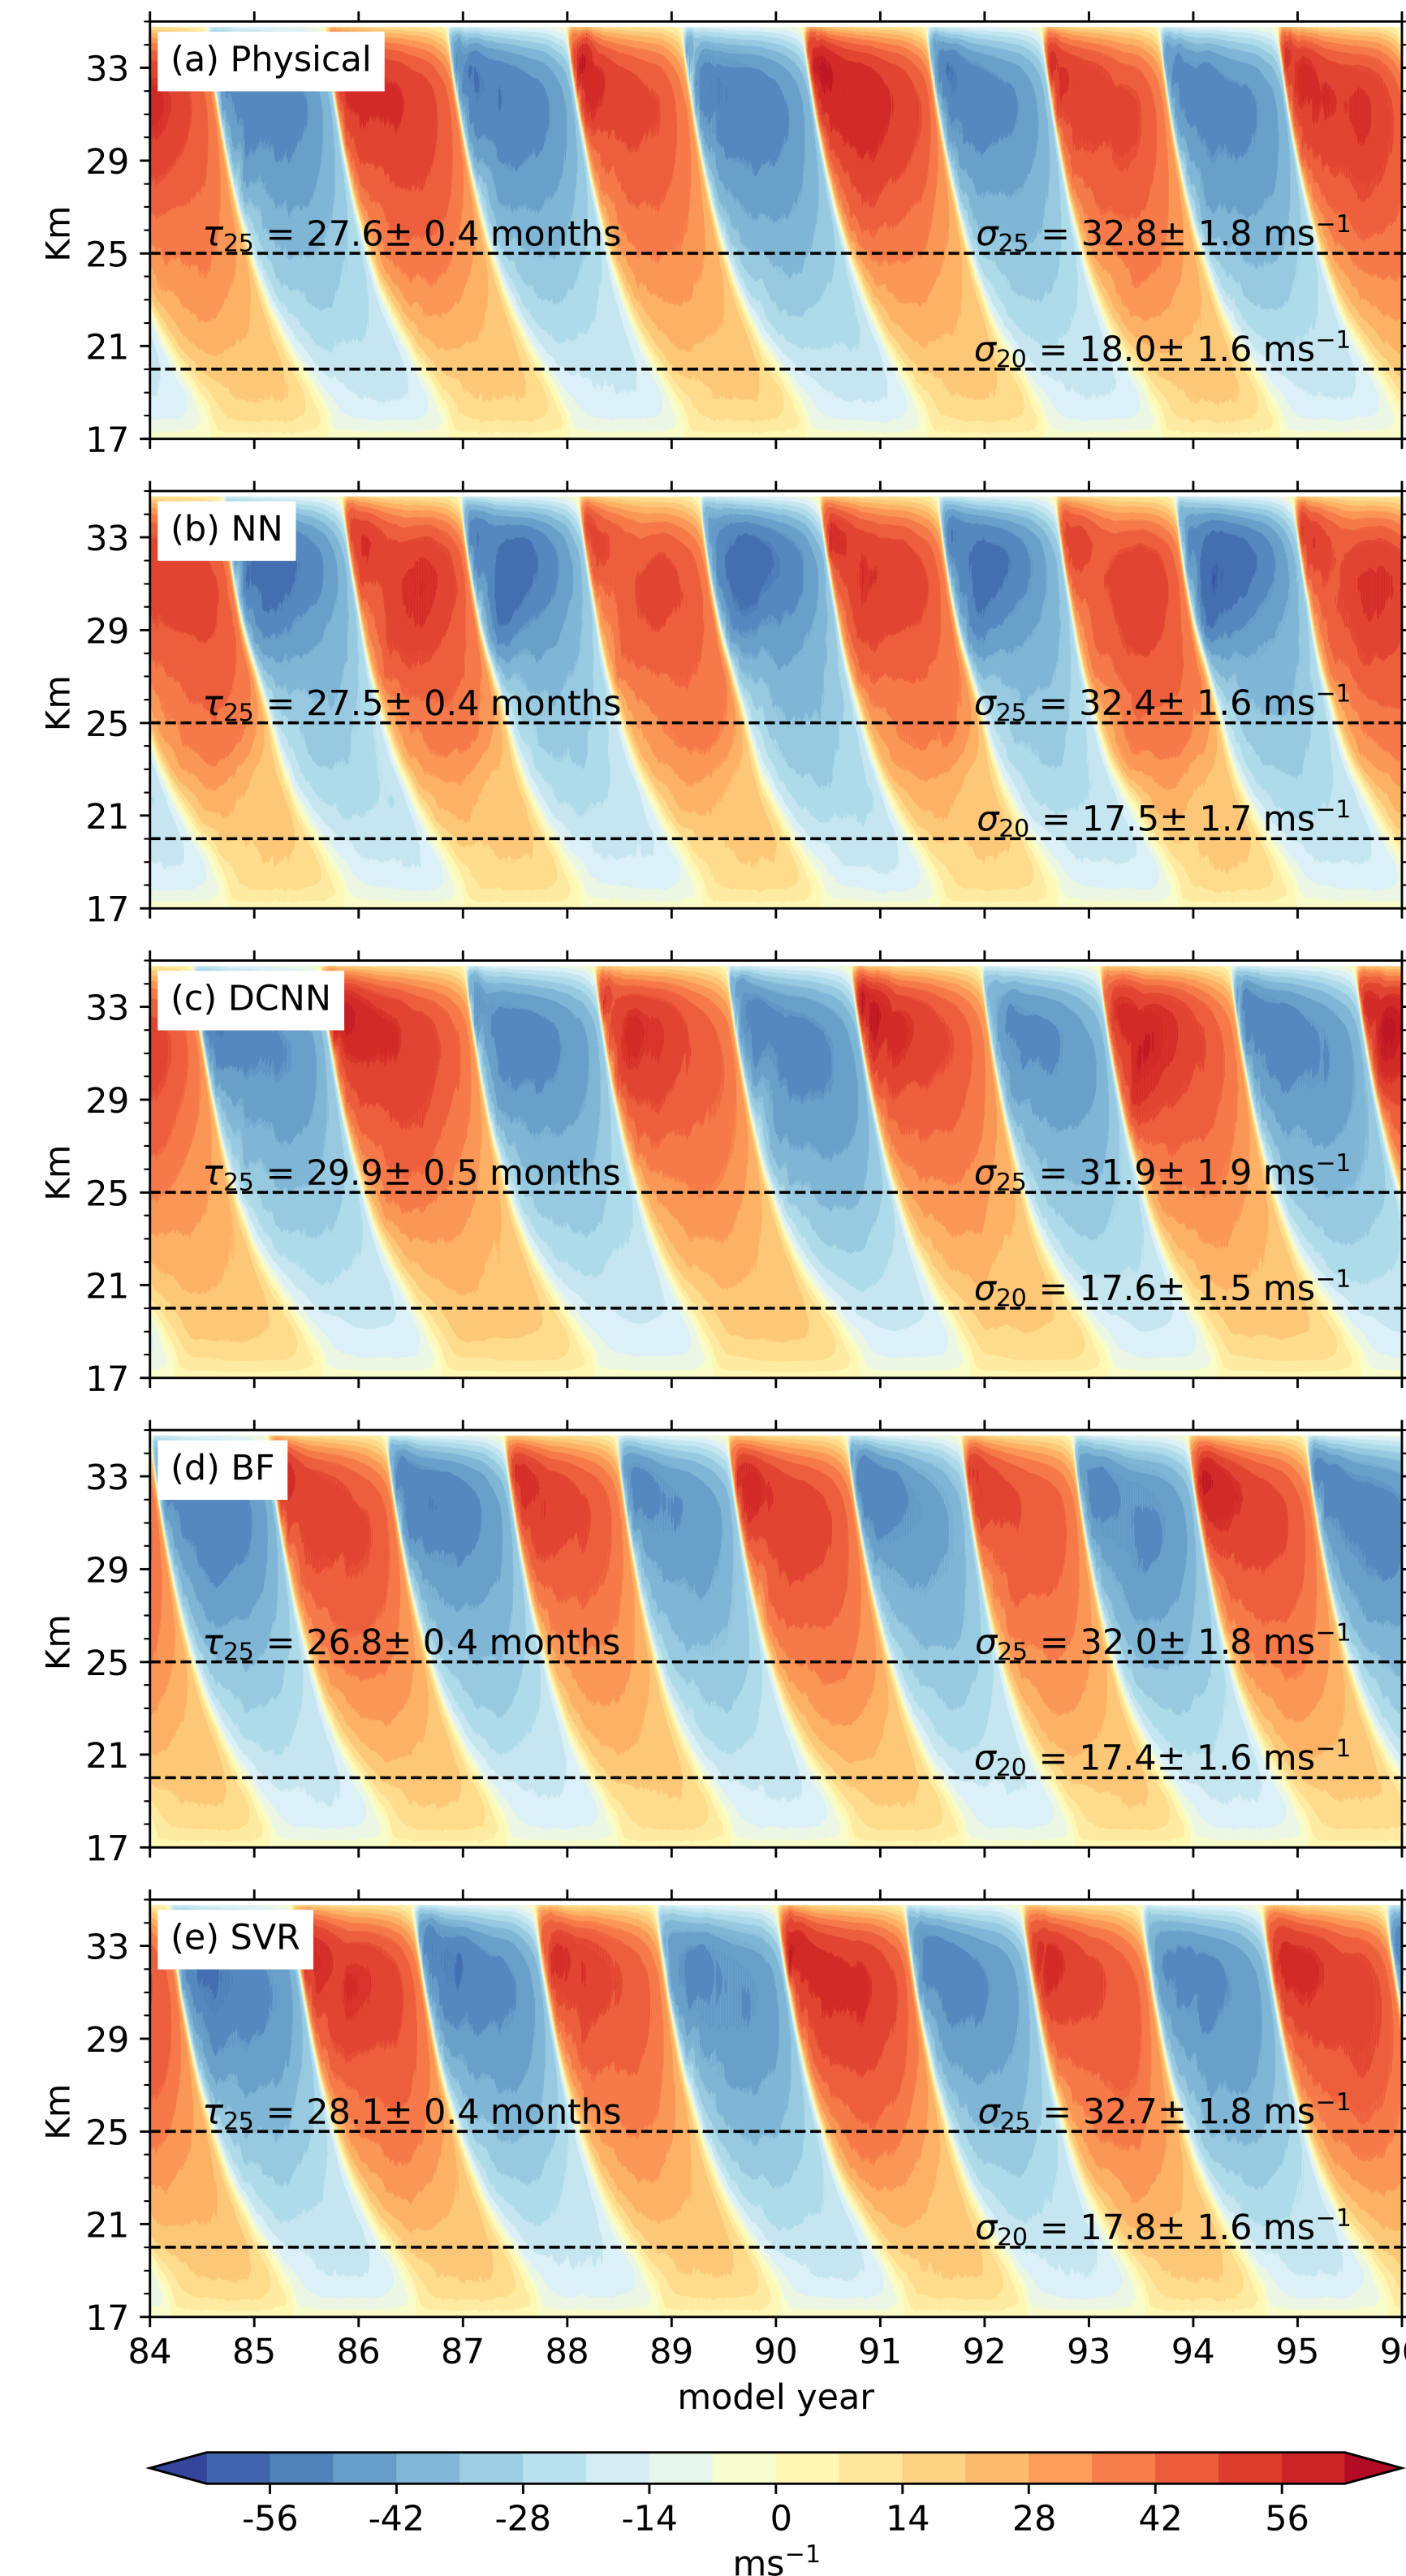 (a) Physical
33
29
Km
25
21
17
τ25 = 27.6± 0.4 months
σ25 = 32.8± 1.8 ms−1
σ20 = 18.0± 1.6 ms−1
(b) NN
33
29
Km
25
21
17
τ25 = 27.5± 0.4 months
σ25 = 32.4± 1.6 ms−1
σ20 = 17.5± 1.7 ms−1
(c) DCNN
33
29
Km
25
21
17
τ25 = 29.9± 0.5 months
σ25 = 31.9± 1.9 ms−1
σ20 = 17.6± 1.5 ms−1
(d) BF
33
29
Km
25
21
17
τ25 = 26.8± 0.4 months
σ25 = 32.0± 1.8 ms−1
σ20 = 17.4± 1.6 ms−1
(e) SVR
33
29
Km
25
21
17
τ25 = 28.1± 0.4 months
σ25 = 32.7± 1.8 ms−1
σ20 = 17.8± 1.6 ms−1
84 85 86 87 88 89 90 91 92 93 94 95
model year
-56 -42 -28 -14 0 14 28 42 56
ms−1